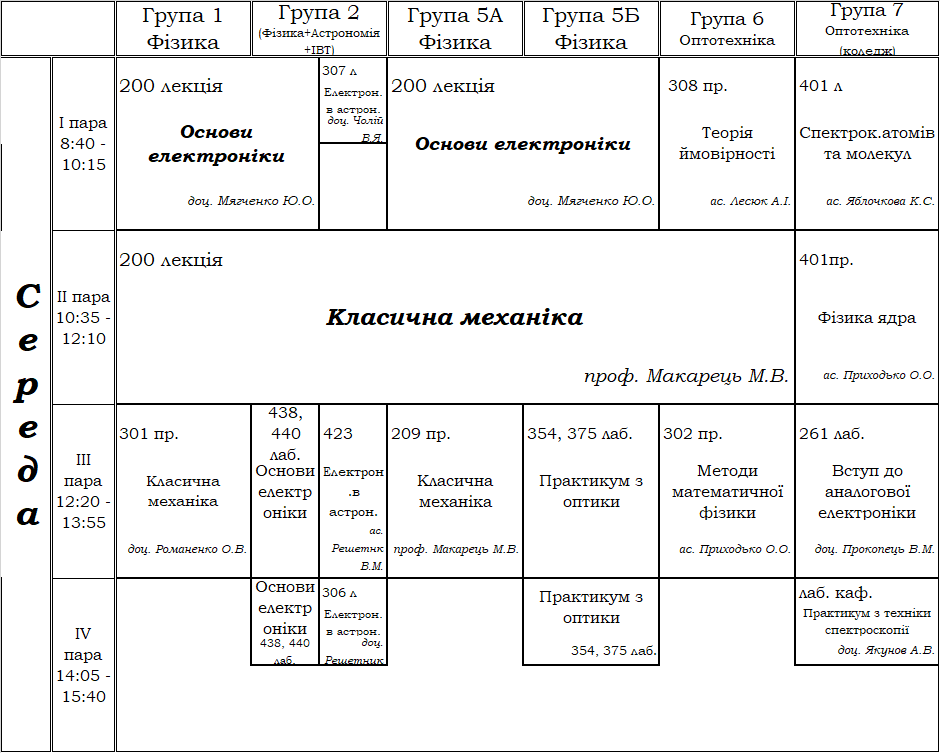 Група 1
Фізика
Група 2
(Фізика+Астрономія
+ІВТ)
Група 5А
Фізика
Група 5Б
Фізика
Група 6
Оптотехніка
Група 7
Оптотехніка
(коледж)
Середа
I пара
8:40 -
10:15
200 лекція
Основи
електроніки
доц. Мягченко Ю.О.
307 л
Електрон.
в астрон.
доц. Чолій
В.Я.
200 лекція
Основи електроніки
доц. Мягченко Ю.О.
308 пр.
Теорія
ймовірності
ас. Лесюк А.І.
401 л
Спектрок.атомів
та молекул
ас. Яблочкова К.С.
II пара
10:35 -
12:10
200 лекція
Класична механіка
проф. Макарець М.В.
401пр.
Фізика ядра
ас. Приходько О.О.
III
пара
12:20 -
13:55
301 пр.
Класична
механіка
доц. Романенко О.В.
438,
440
лаб.
Основи
електр
оніки
423
Електрон
.в
астрон.
ас.
Решетнк
В.М.
209 пр.
Класична
механіка
проф. Макарець М.В.
354, 375 лаб.
Практикум з
оптики
302 пр.
Методи
математичної
фізики
ас. Приходько О.О.
261 лаб.
Вступ до
аналогової
електроніки
доц. Прокопець В.М.
IV
пара
14:05 -
15:40
Основи
електр
оніки
438, 440
лаб.
306 л
Електрон.
в астрон.
доц.
Решетник
Практикум з
оптики
354, 375 лаб.
лаб. каф.
Практикум з техніки
спектроскопії
доц. Якунов А.В.